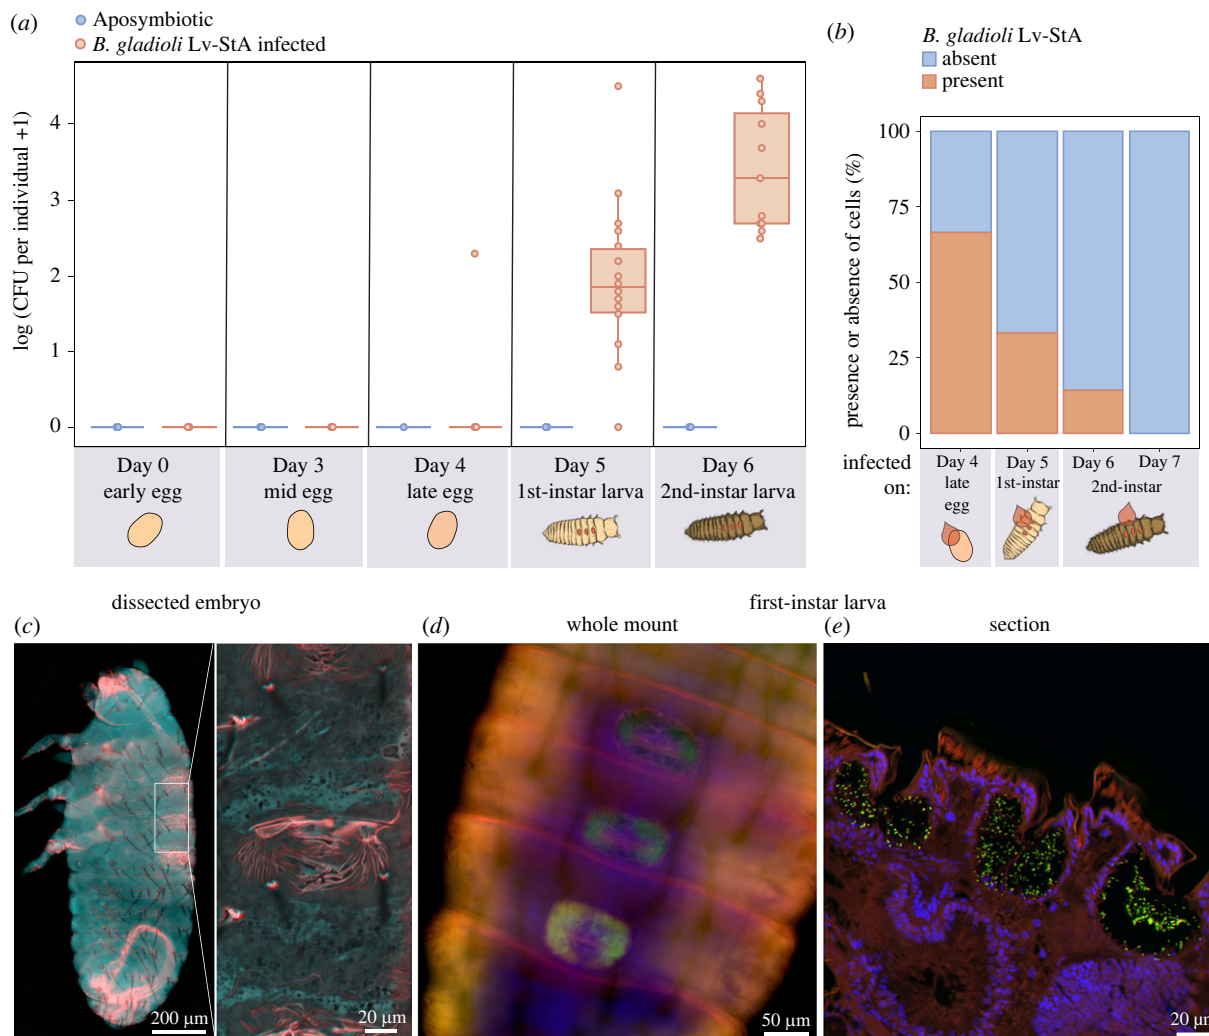 (a)
Aposymbiotic
B. gladioli Lv-StA infected
log (CFU per individual +1)
4
3
2
1
0
Day 0
early egg
Day 3
mid egg
Day 4
late egg
Day 5
1st-instar larva
Day 6
2nd-instar larva
(b)
B. gladioli Lv-StA
absent
present
presence or absence of cells (%)
100
75
50
25
0
infected
on:
Day 4
late
egg
Day 5
1st-instar
Day 6
Day 7
2nd-instar
dissected embryo
first-instar larva
(c)
(d)
whole mount
(e)
section
200 µm
20 µm
50 µm